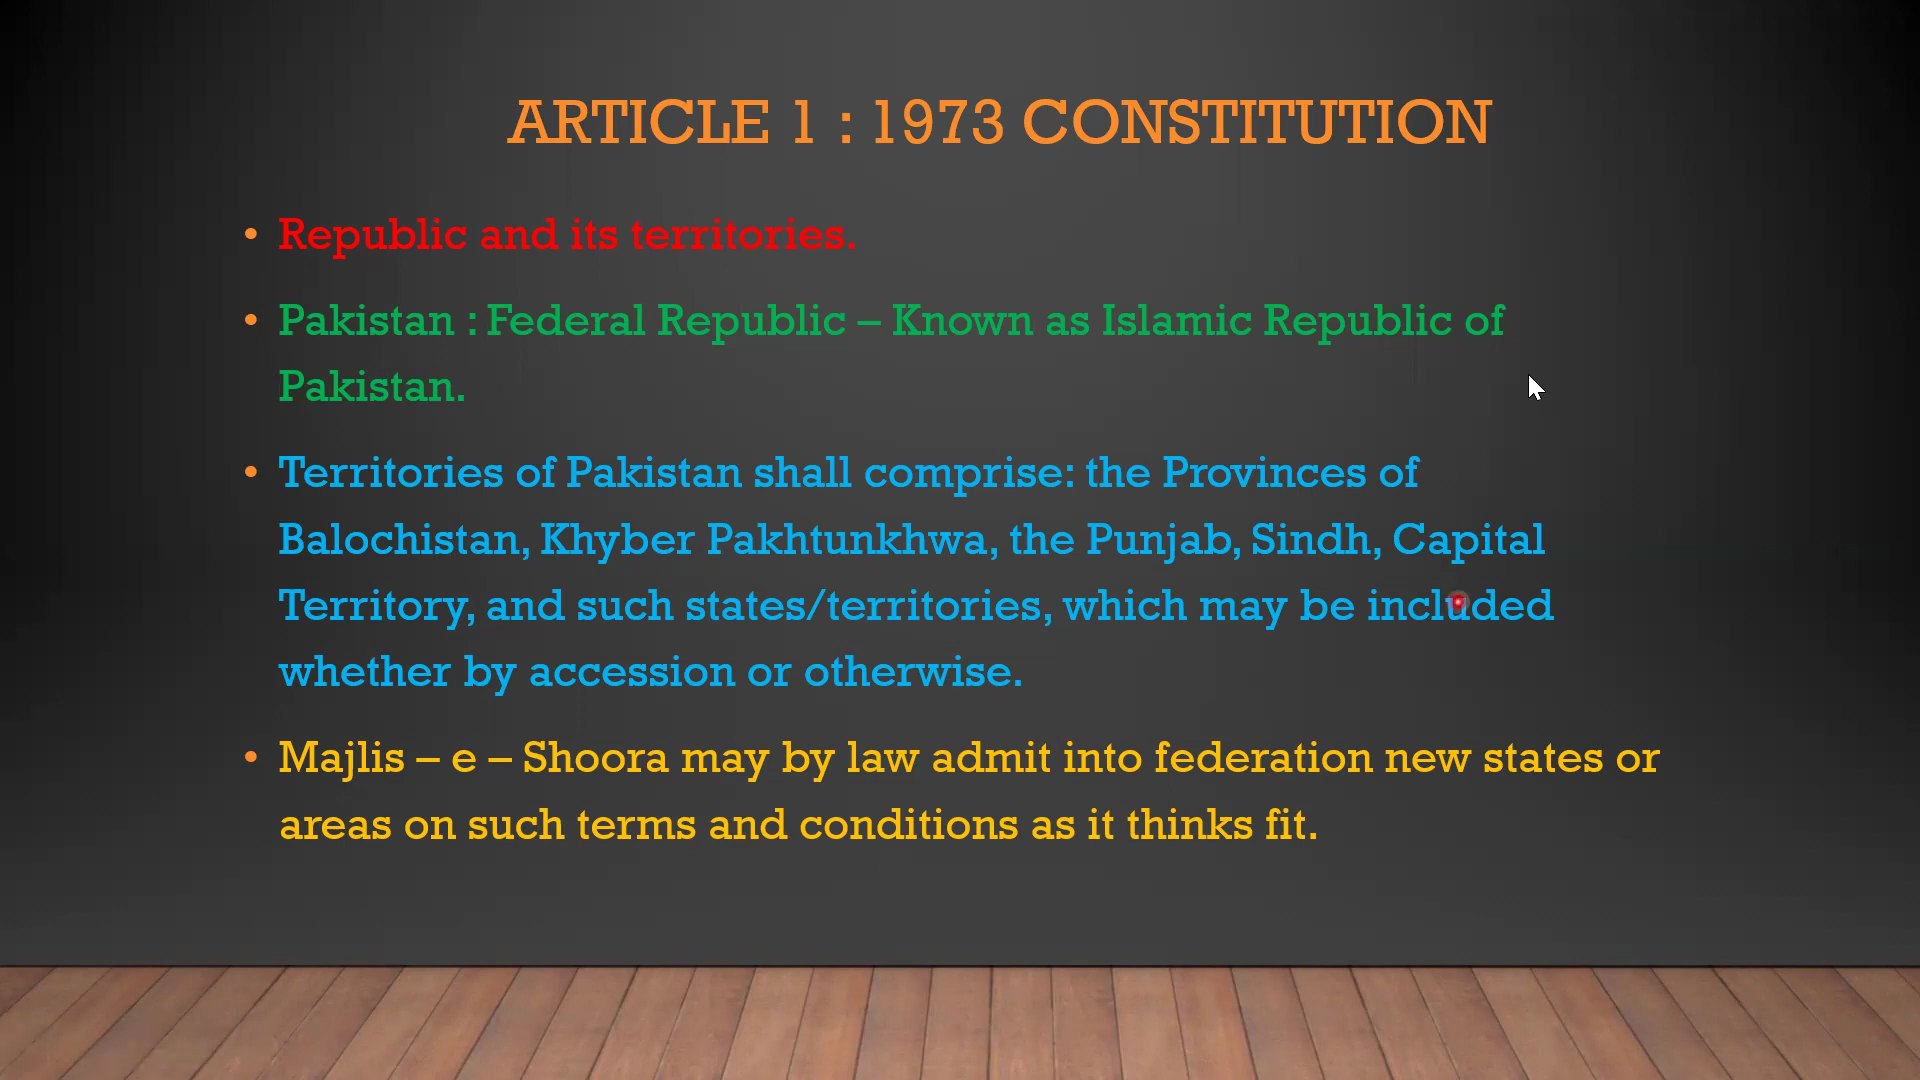 ARTICLE 1 : 1973 CONSTITUTION
• Republic and its territories.
• Pakistan : Federal Republic – Known as Islamic Republic of
Pakistan.
• Territories of Pakistan shall comprise: the Provinces of
Balochistan, Khyber Pakhtunkhwa, the Punjab, Sindh, Capital
Territory, and such states/territories, which may be included
whether by accession or otherwise.
• Majlis – e – Shoora may by law admit into federation new states or
areas on such terms and conditions as it thinks fit.